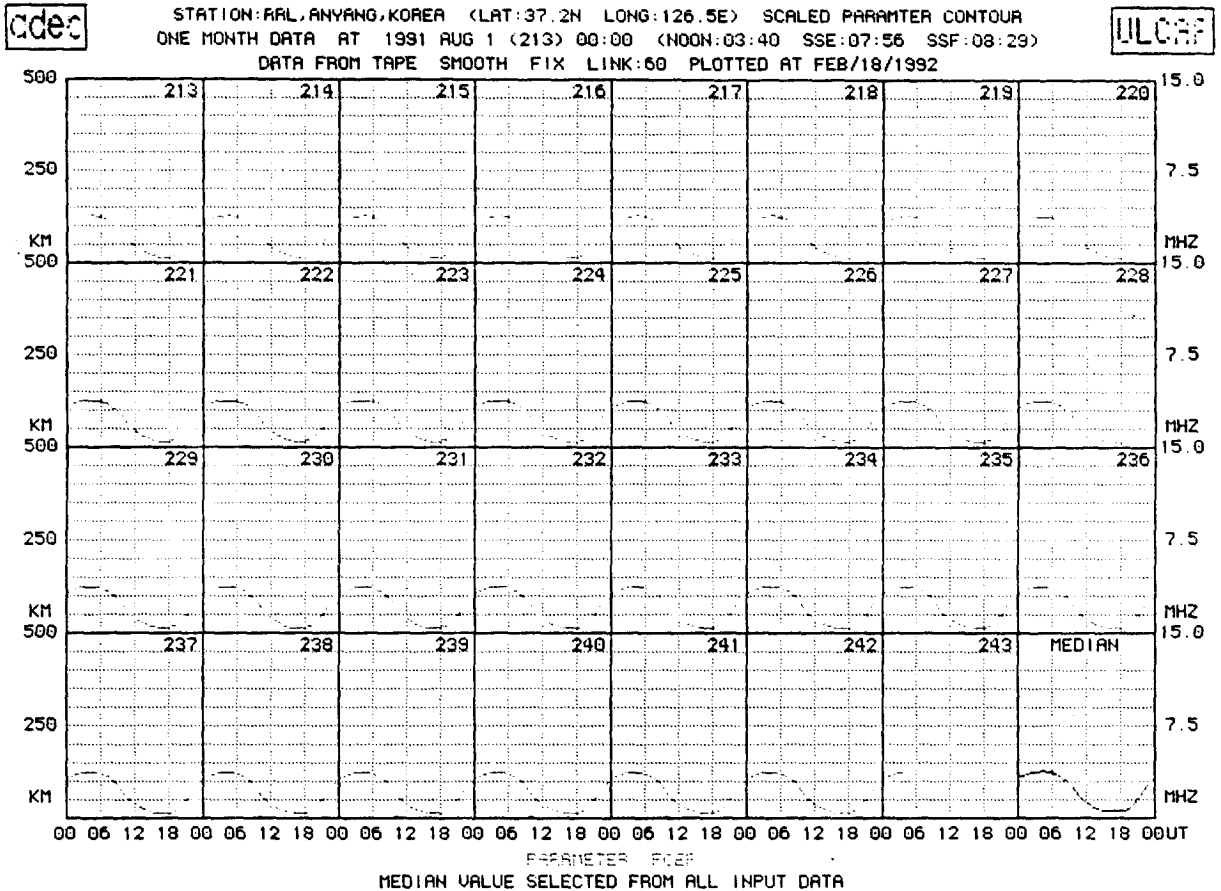 adec
STATION:RRL,ANYANG,KOREA (LAT:37.2N LONG:126.5E) SCALED PARAMTER CONTOUR
ONE MONTH DATA AT 1991 AUG 1 (213) 00:00 (NOON:03:40 SSE:07:56 SSF:08:29)
DATA FROM TAPE SMOOTH FIX LINK:60 PLOTTED AT FEB/18/1992
ULCAR
500 213 214 215 216 217 218 219 220 15.0
250 7.5
KM MHZ
500 15.0
221 222 223 224 225 226 227 228
250 7.5
KM MHZ
500 15.0
229 230 231 232 233 234 235 236
250 7.5
KM MHZ
500 15.0
237 238 239 240 241 242 243 MEDIAN
250 7.5
KM MHZ
00 06 12 18 00 06 12 18 00 06 12 18 00 06 12 18 00 06 12 18 00 06 12 18 00 06 12 18 00 06 12 18 00UT
PARAMETER
MEDIAN VALUE SELECTED FROM ALL INPUT DATA